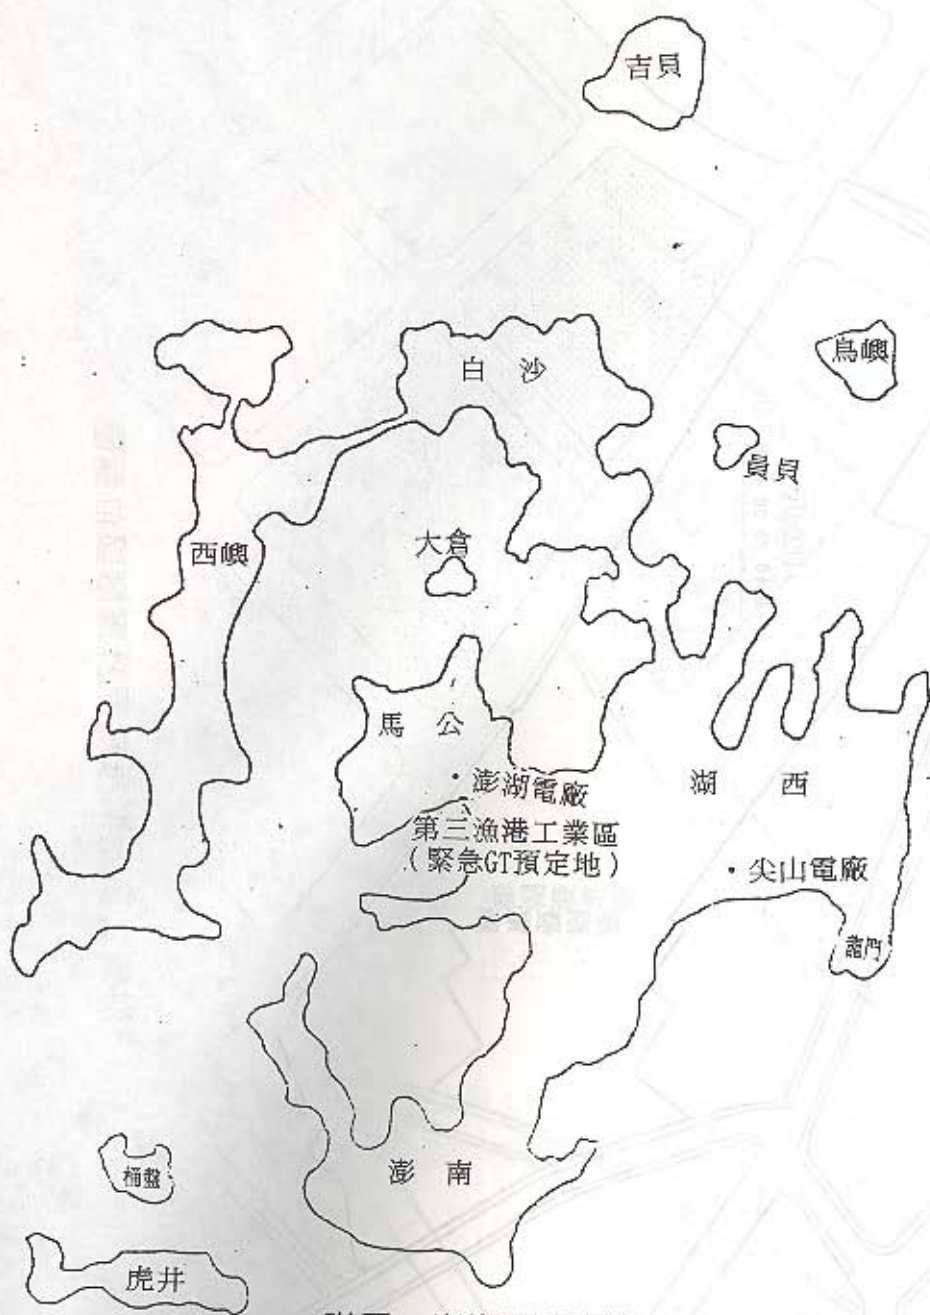 吉貝
白沙
鳥嶼
員貝
西嶼
大倉
馬公
•澎湖電廠
湖西
第三漁港工業區
(緊急GT預定地)
•尖山電廠
龍門
澎南
桶盤
虎井